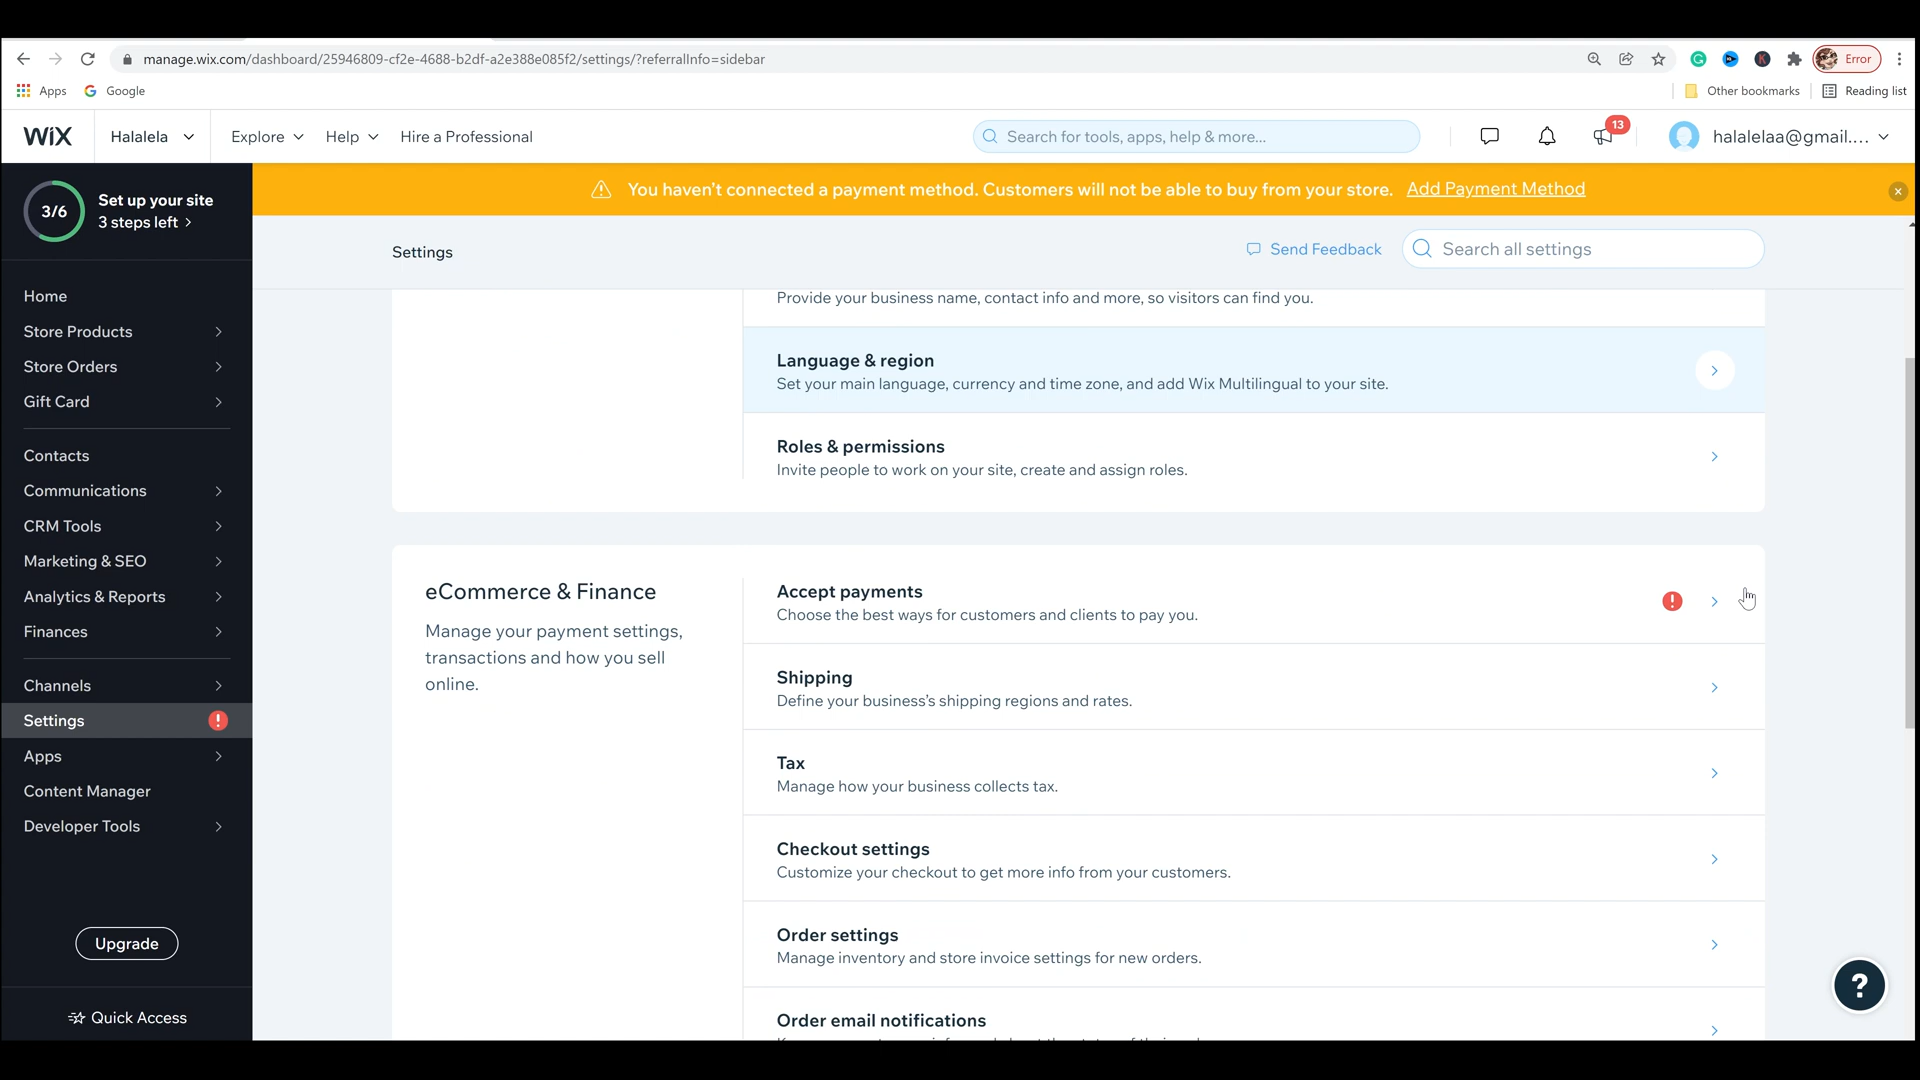 manage.wix.com/dashboard/25946809-cf2e-4688-b2df-a2e388e085f2/settings/?referralInfo=sidebar
Error
Apps
Google
Other bookmarks
Reading list
WiX
Halalela
Explore
Help
Hire a Professional
Search for tools, apps, help & more...
13
halalelaa@gmail....
3/6
Set up your site
3 steps left
You haven't connected a payment method. Customers will not be able to buy from your store. Add Payment Method
Settings
Send Feedback
Search all settings
Home
Store Products
Store Orders
Gift Card
Contacts
Communications
CRM Tools
Marketing & SEO
Analytics & Reports
Finances
Channels
Settings
Apps
Content Manager
Developer Tools
Upgrade
Quick Access
Provide your business name, contact info and more, so visitors can find you.
Language & region
Set your main language, currency and time zone, and add Wix Multilingual to your site.
Roles & permissions
Invite people to work on your site, create and assign roles.
eCommerce & Finance
Manage your payment settings,
transactions and how you sell
online.
Accept payments
Choose the best ways for customers and clients to pay you.
Shipping
Define your business's shipping regions and rates.
Tax
Manage how your business collects tax.
Checkout settings
Customize your checkout to get more info from your customers.
Order settings
Manage inventory and store invoice settings for new orders.
Order email notifications
?